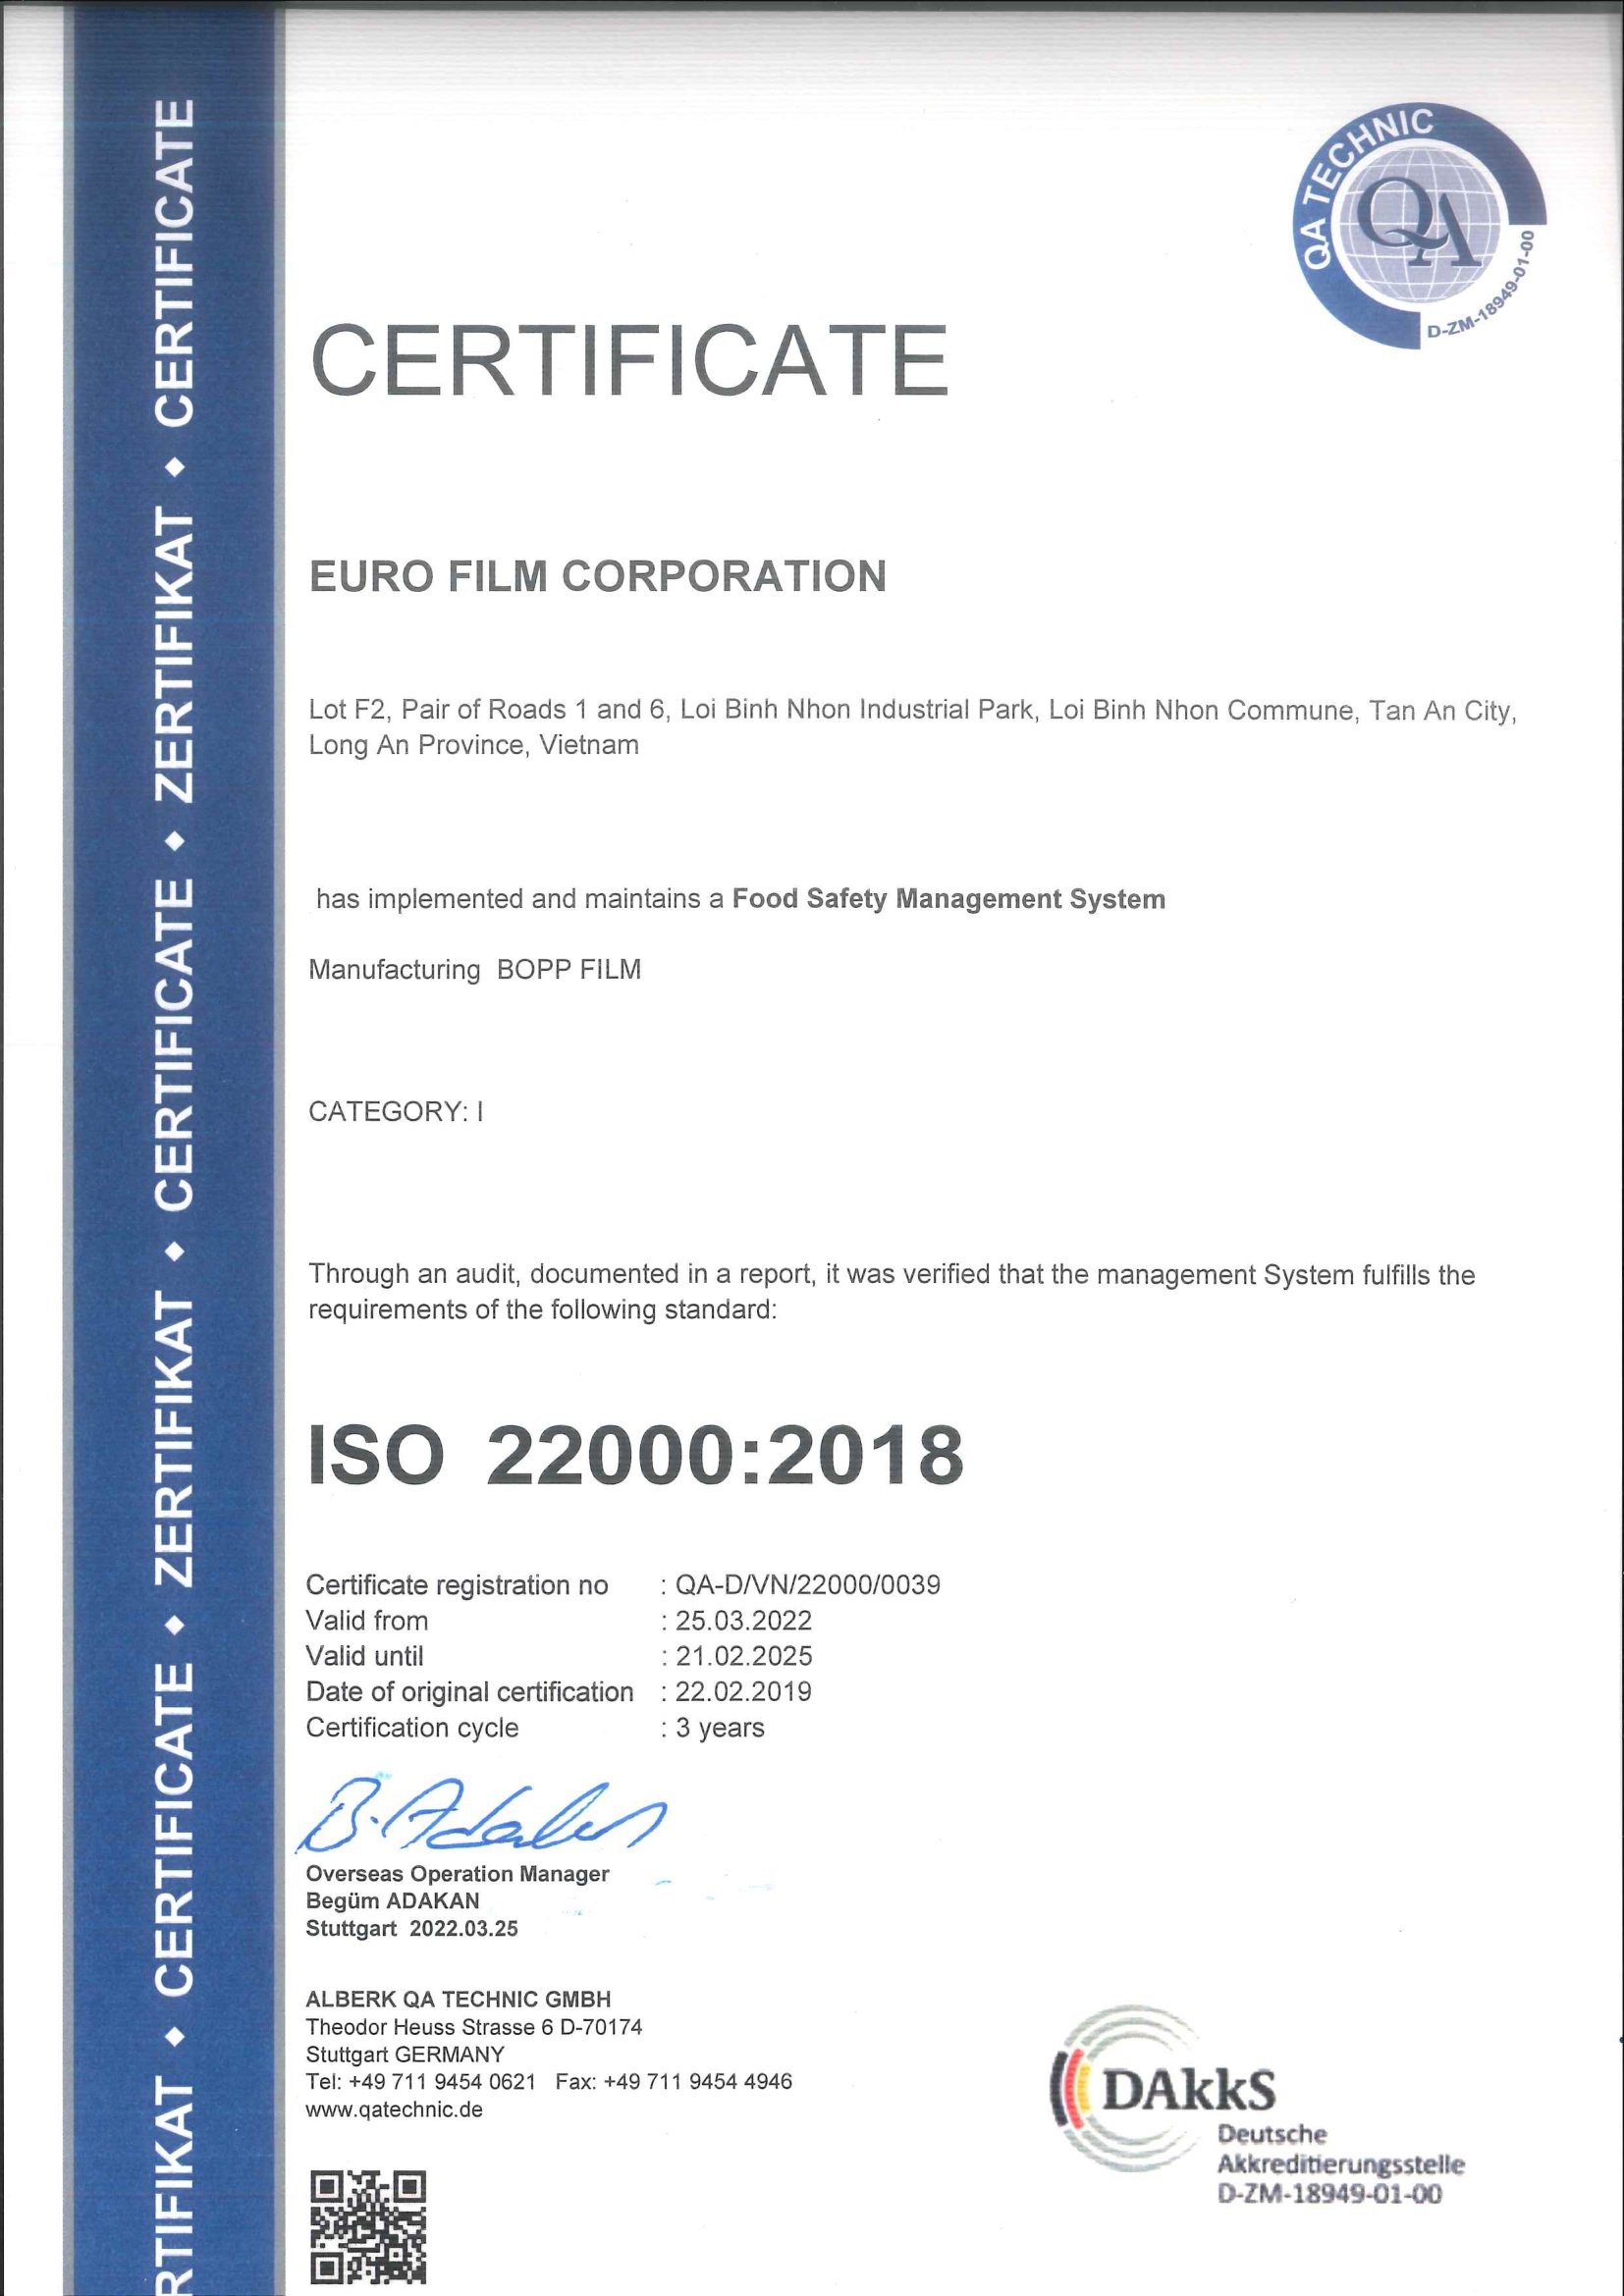 CERTIFICATE ◆ ZERTIFIKAT ◆ CERTIFICATE ◆ ZERTIFIKAT ◆ CERTIFICATE ◆ RTIFIKAT
QA TECHNIC
QA
D-ZM-18949-01-00
CERTIFICATE
EURO FILM CORPORATION
Lot F2, Pair of Roads 1 and 6, Loi Binh Nhon Industrial Park, Loi Binh Nhon Commune, Tan An City,
Long An Province, Vietnam
has implemented and maintains a Food Safety Management System
Manufacturing BOPP FILM
CATEGORY: I
Through an audit, documented in a report, it was verified that the management System fulfills the
requirements of the following standard:
ISO 22000:2018
Certificate registration no : QA-D/VN/22000/0039
Valid from : 25.03.2022
Valid until : 21.02.2025
Date of original certification : 22.02.2019
Certification cycle : 3 years
B. Adakan
Overseas Operation Manager
Begüm ADAKAN
Stuttgart 2022.03.25
ALBERK QA TECHNIC GMBH
Theodor Heuss Strasse 6 D-70174
Stuttgart GERMANY
Tel: +49 711 9454 0621 Fax: +49 711 9454 4946
www.qatechnic.de
DAkkS
Deutsche
Akkreditierungsstelle
D-ZM-18949-01-00